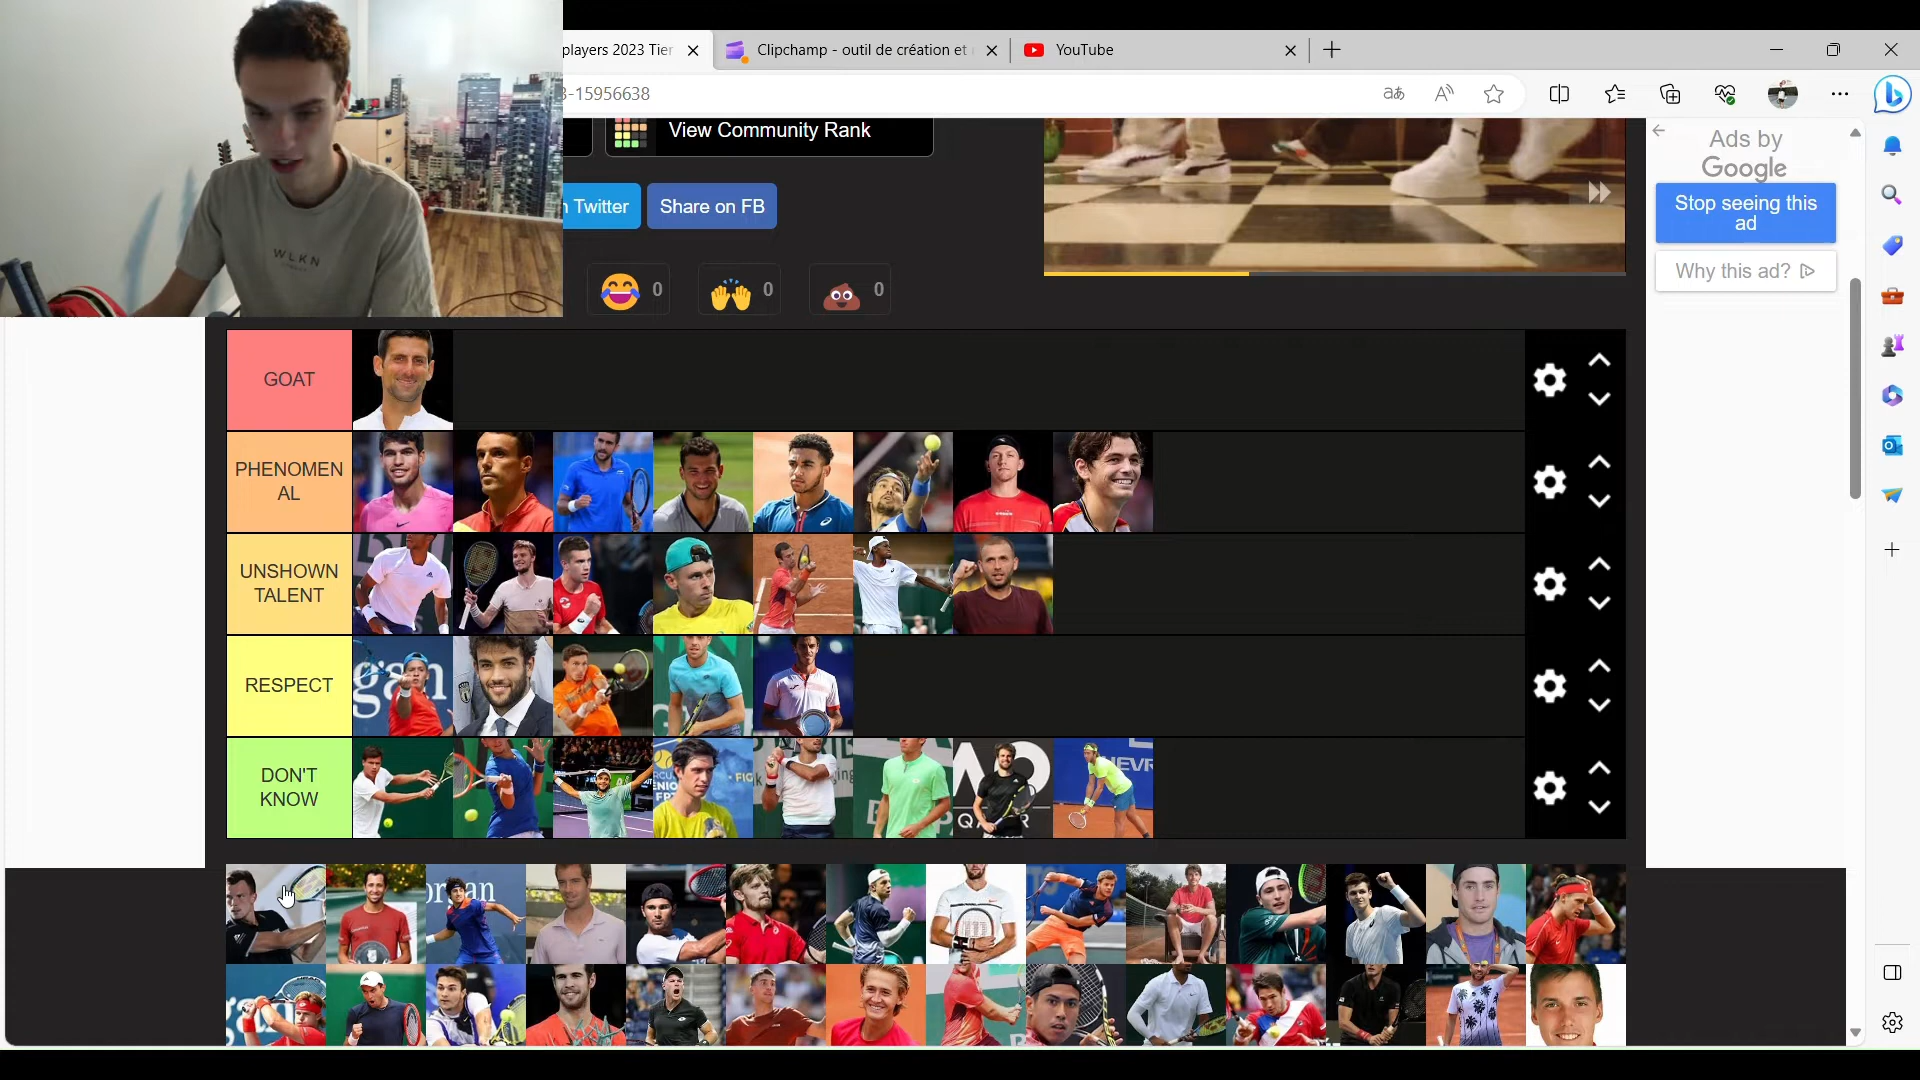 players 2023 Tier
Clipchamp - outil de création et
YouTube
3-15956638
View Community Rank
Ads by
Google
Stop seeing this
ad
Why this ad?
n Twitter
Share on FB
0
0
0
WLKN
GOAT
PHENOMEN
AL
UNSHOWN
TALENT
RESPECT
DON'T
KNOW